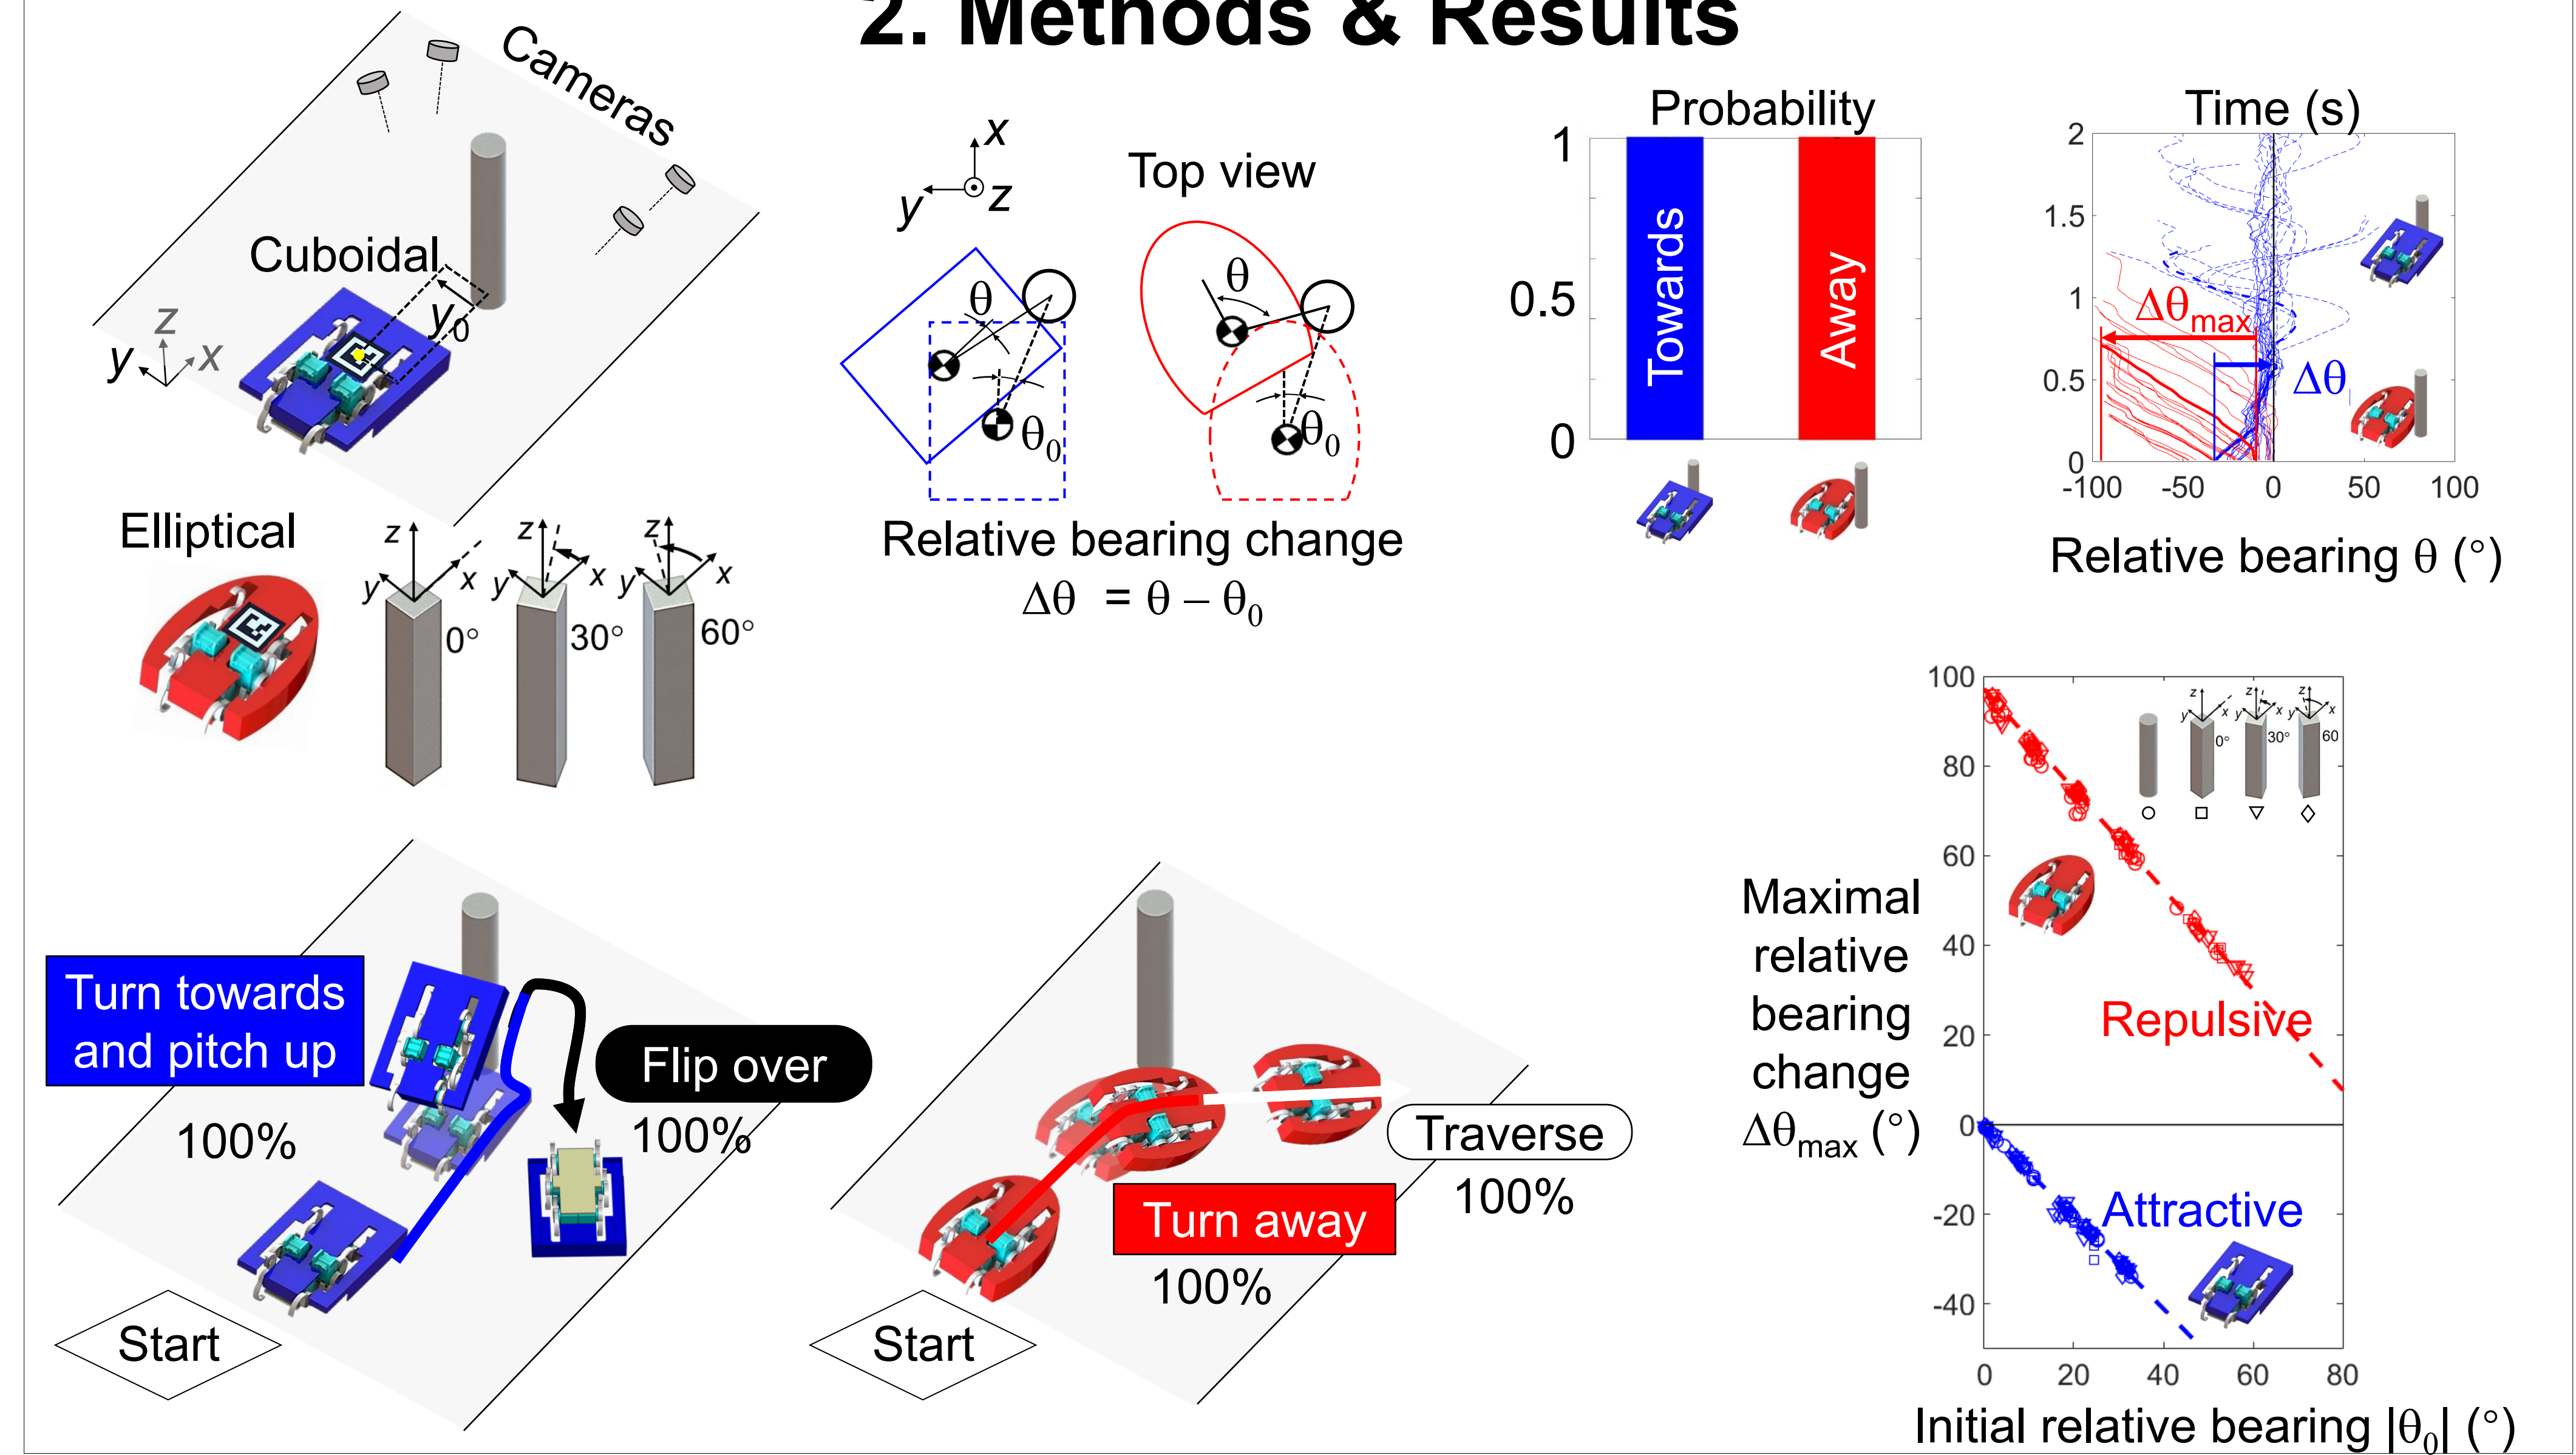 2. Methods & Results
Cameras
Cuboidal
y₀
z
y
x
Elliptical
z
y
x
0°
z
y
x
30°
z
y
x
60°
x
y
z
Top view
θ
θ₀
θ
θ₀
Relative bearing change
Δθ = θ – θ₀
Probability
1
0.5
0
Towards
Away
Time (s)
2
1.5
1
0.5
0
Δθmax
Δθ
-100 -50 0 50 100
Relative bearing θ (°)
Turn towards
and pitch up
100%
Flip over
100%
Start
Traverse
100%
Turn away
100%
Start
Maximal
relative
bearing
change
Δθmax (°)
100
80
60
40
20
0
-20
-40
z
y
x
0°
z
y
x
30°
z
y
x
60
Repulsive
Attractive
0 20 40 60 80
Initial relative bearing |θ₀| (°)